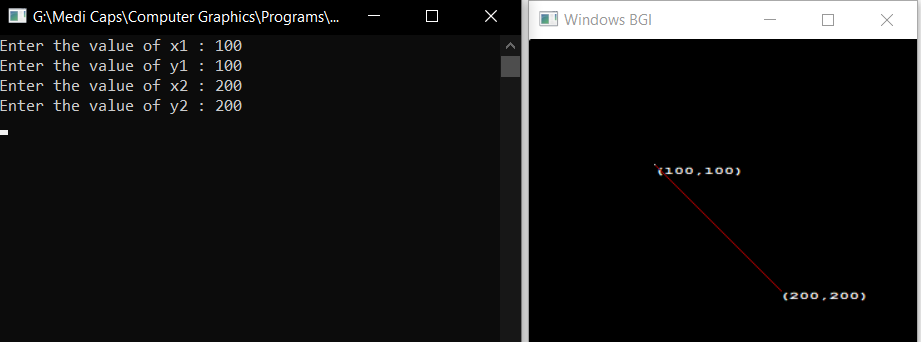 G:\Medi Caps\Computer Graphics\Programs\...
Enter the value of x1 : 100
Enter the value of y1 : 100
Enter the value of x2 : 200
Enter the value of y2 : 200
Windows BGI
(100,100)
(200,200)